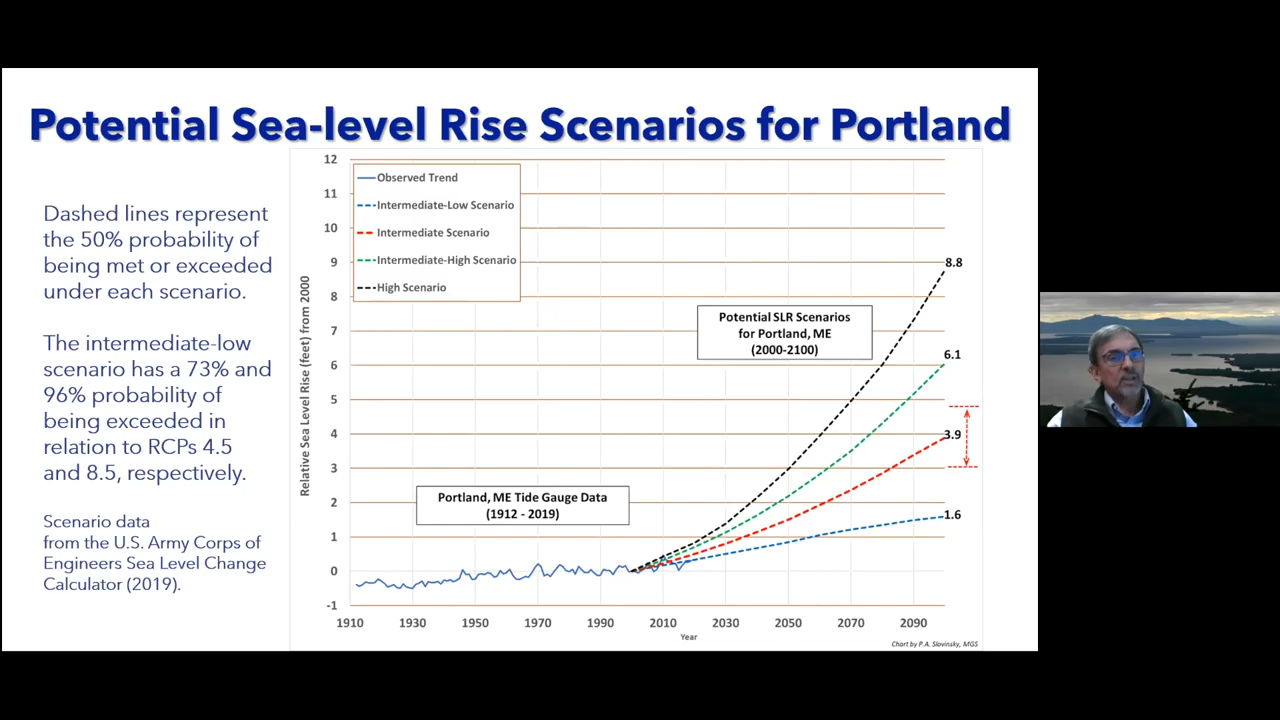 Potential Sea-level Rise Scenarios for Portland
Dashed lines represent
the 50% probability of
being met or exceeded
under each scenario.
The intermediate-low
scenario has a 73% and
96% probability of
being exceeded in
relation to RCPs 4.5
and 8.5, respectively.
Scenario data
from the U.S. Army Corps of
Engineers Sea Level Change
Calculator (2019).
Relative Sea Level Rise (feet) from 2000
12
11
10
9
8
7
6
5
4
3
2
1
0
-1
Observed Trend
Intermediate-Low Scenario
Intermediate Scenario
Intermediate-High Scenario
High Scenario
Potential SLR Scenarios
for Portland, ME
(2000-2100)
Portland, ME Tide Gauge Data
(1912 - 2019)
8.8
6.1
3.9
1.6
1910 1930 1950 1970 1990 2010 2030 2050 2070 2090
Year
Chart by P.A. Slovinsky, MGS